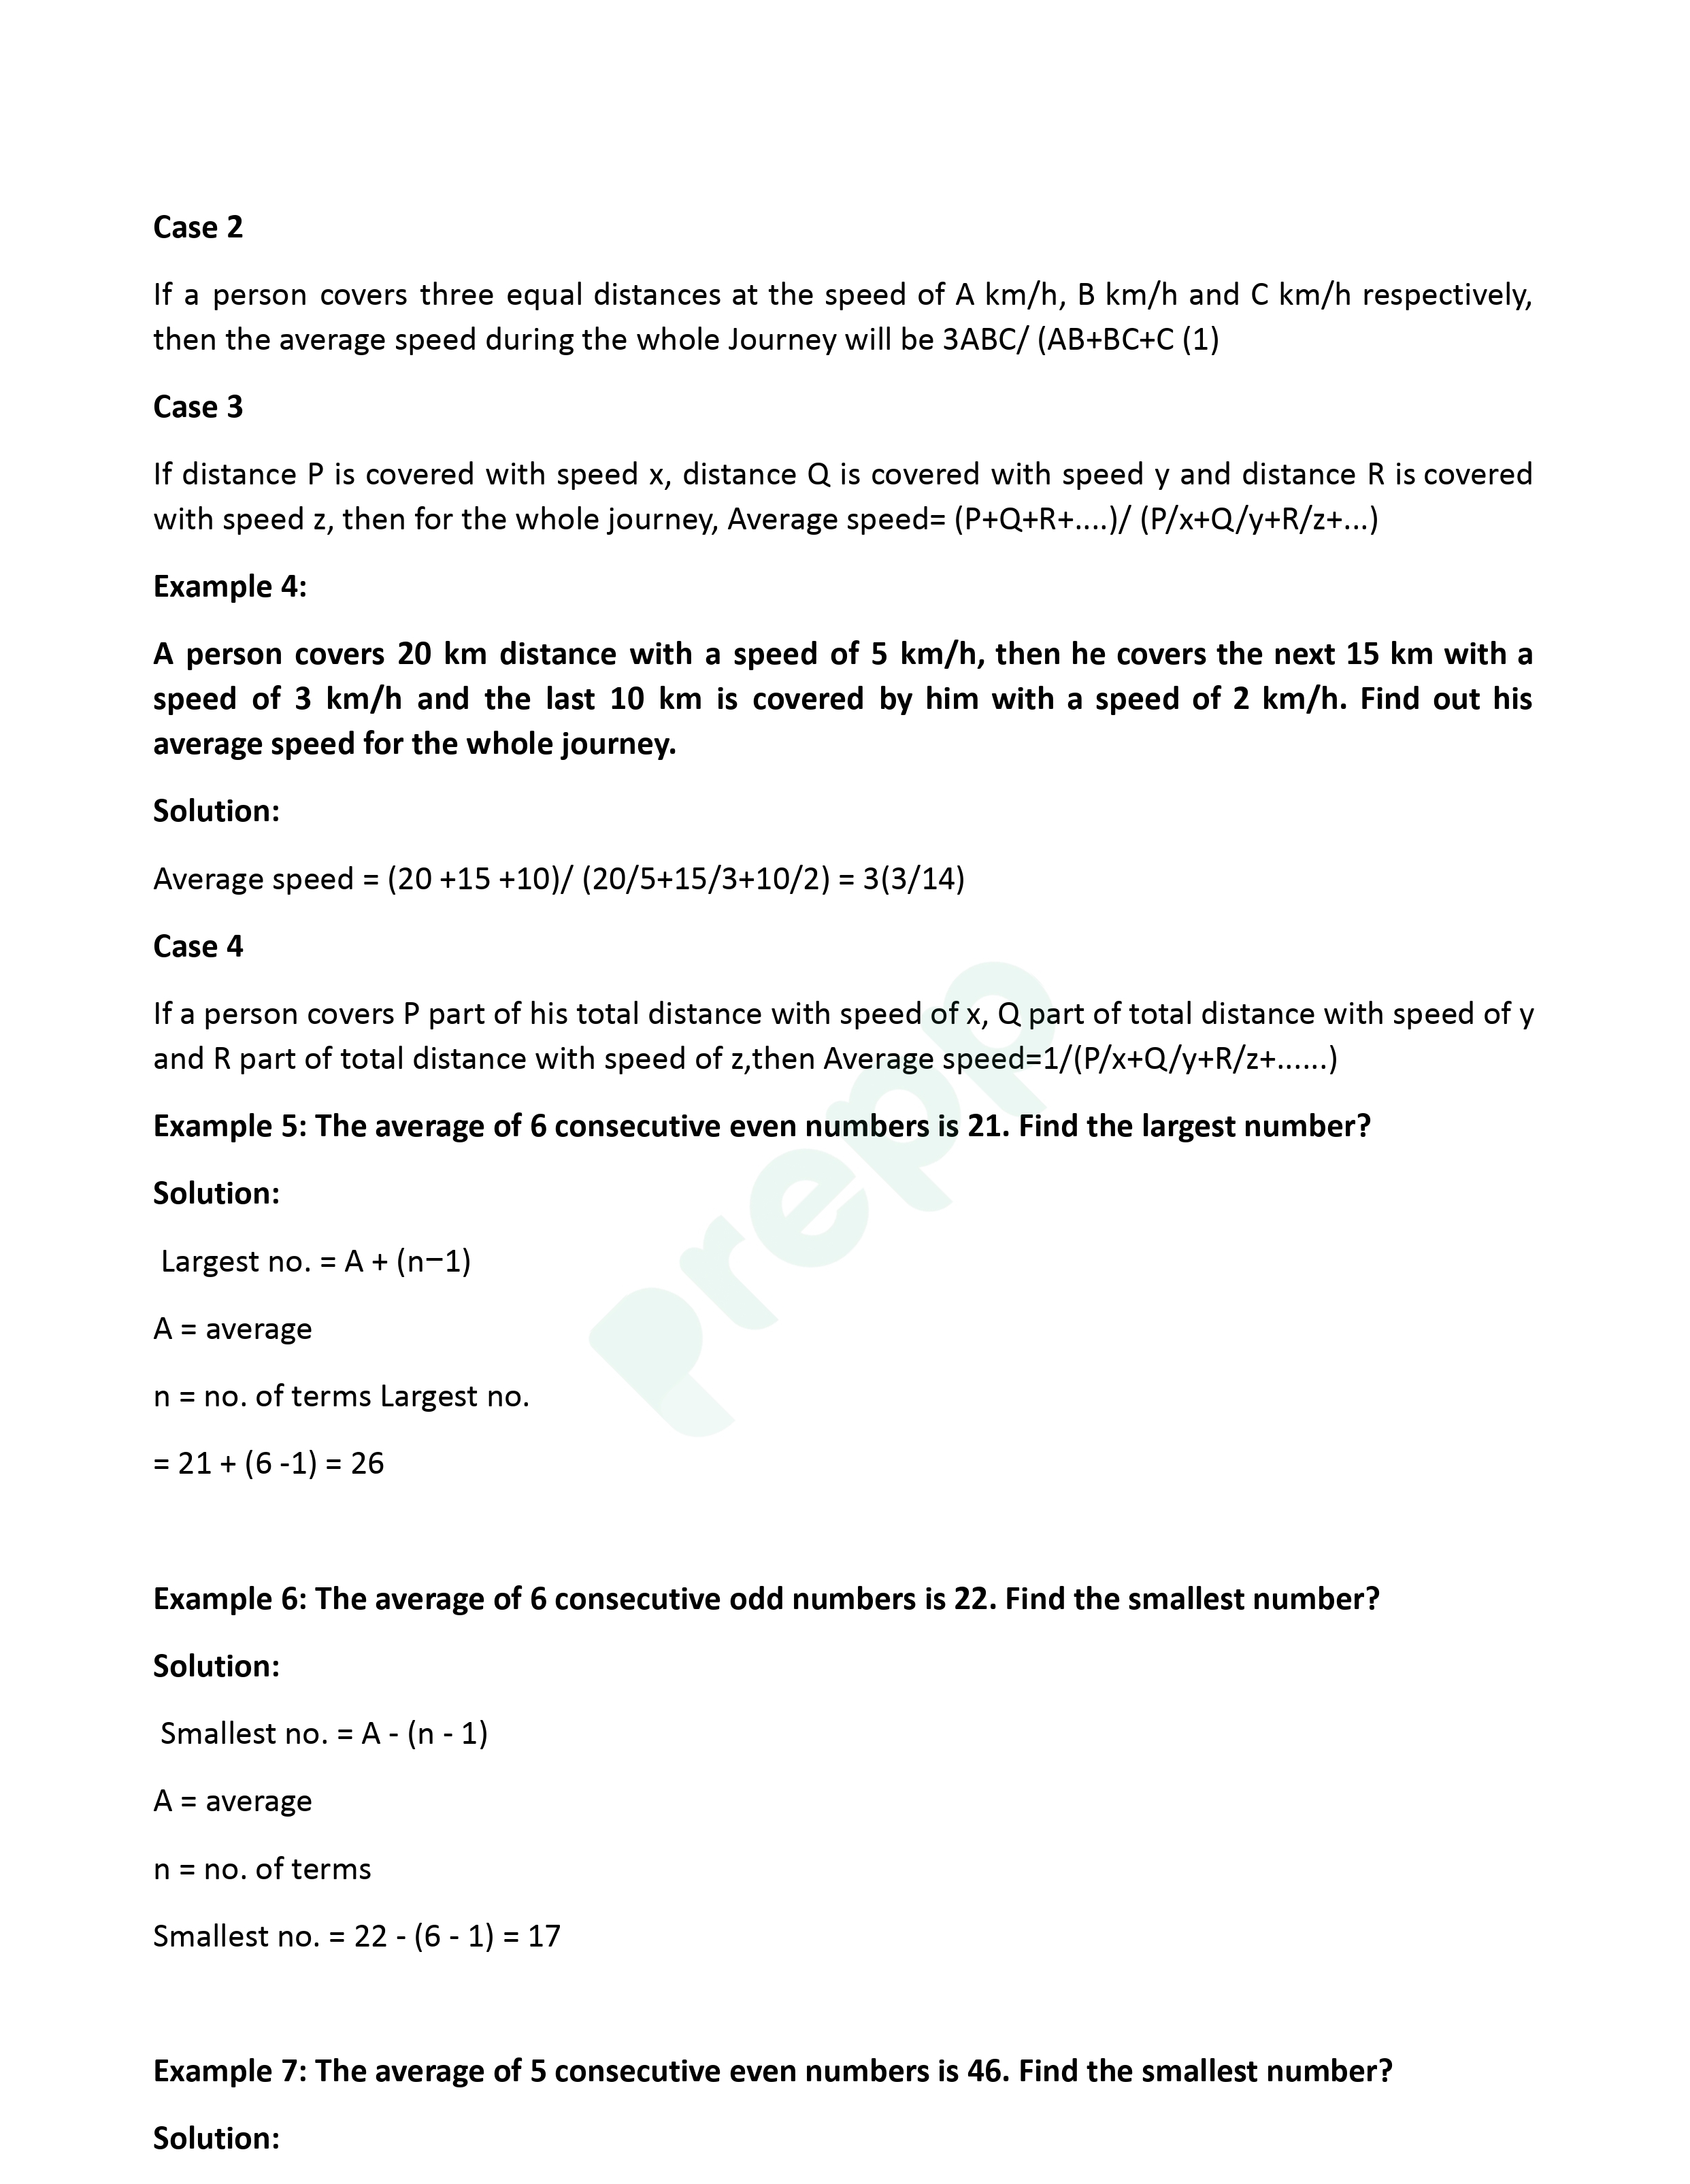 Case 2
If a person covers three equal distances at the speed of A km/h, B km/h and C km/h respectively,
then the average speed during the whole Journey will be 3ABC/ (AB+BC+C (1)
Case 3
If distance P is covered with speed x, distance Q is covered with speed y and distance R is covered
with speed z, then for the whole journey, Average speed= (P+Q+R+....)/ (P/x+Q/y+R/z+...)
Example 4:
A person covers 20 km distance with a speed of 5 km/h, then he covers the next 15 km with a
speed of 3 km/h and the last 10 km is covered by him with a speed of 2 km/h. Find out his
average speed for the whole journey.
Solution:
Average speed = (20 +15 +10)/ (20/5+15/3+10/2) = 3(3/14)
Case 4
If a person covers P part of his total distance with speed of x, Q part of total distance with speed of y
and R part of total distance with speed of z,then Average speed=1/(P/x+Q/y+R/z+......)
Example 5: The average of 6 consecutive even numbers is 21. Find the largest number?
Solution:
Largest no. = A + (n−1)
A = average
n = no. of terms Largest no.
= 21 + (6 -1) = 26
Example 6: The average of 6 consecutive odd numbers is 22. Find the smallest number?
Solution:
Smallest no. = A - (n - 1)
A = average
n = no. of terms
Smallest no. = 22 - (6 - 1) = 17
Example 7: The average of 5 consecutive even numbers is 46. Find the smallest number?
Solution:
prepp